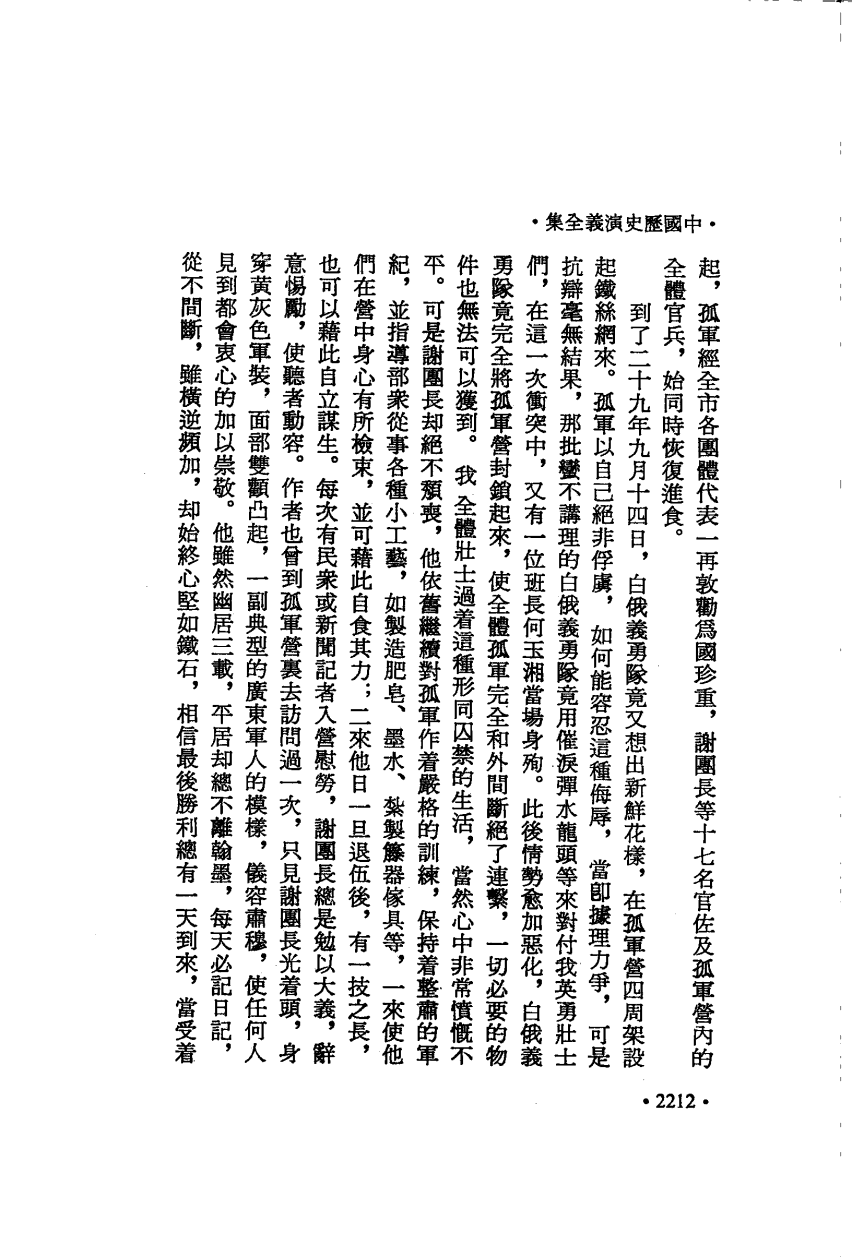 ・中國歷史演義全集・
起，孤軍經全市各團體代表一再敦勸爲國珍重，謝團長等十七名官佐及孤軍營內的
全體官兵，始同時恢復進食。
到了二十九年九月十四日，白俄義勇隊竟又想出新鮮花樣，在孤軍營四周架設
起鐵絲網來。孤軍以自己絕非俘虜，如何能容忍這種侮辱，當卽據理力爭，可是
抗辯毫無結果，那批蠻不講理的白俄義勇隊竟用催淚彈水龍頭等來對付我英勇壯士
們，在這一次衝突中，又有一位班長何玉湘當場身殉。此後情勢愈加惡化，白俄義
勇隊竟完全將孤軍營封鎖起來，使全體孤軍完全和外間斷絕了連繫，一切必要的物
件也無法可以獲到。我全體壯士過着這種形同囚禁的生活，當然心中非常憤慨不
平。可是謝團長却絕不頹喪，他依舊繼續對孤軍作着嚴格的訓練，保持着整肅的軍
紀，並指導部衆從事各種小工藝，如製造肥皂、墨水、紮製籐器傢具等，一來使他
們在營中身心有所檢束，並可藉此自食其力；二來他日一旦退伍後，有一技之長，
也可以藉此自立謀生。每次有民衆或新聞記者入營慰勞，謝團長總是勉以大義，辭
意惕勵，使聽者動容。作者也曾到孤軍營裏去訪問過一次，只見謝團長光着頭，身
穿黃灰色軍裝，面部雙顴凸起，一副典型的廣東軍人的模樣，儀容肅穆，使任何人
見到都會衷心的加以崇敬。他雖然幽居三載，平居却總不離翰墨，每天必記日記，
從不間斷，雖橫逆頻加，却始終心堅如鐵石，相信最後勝利總有一天到來，當受着
・2212・